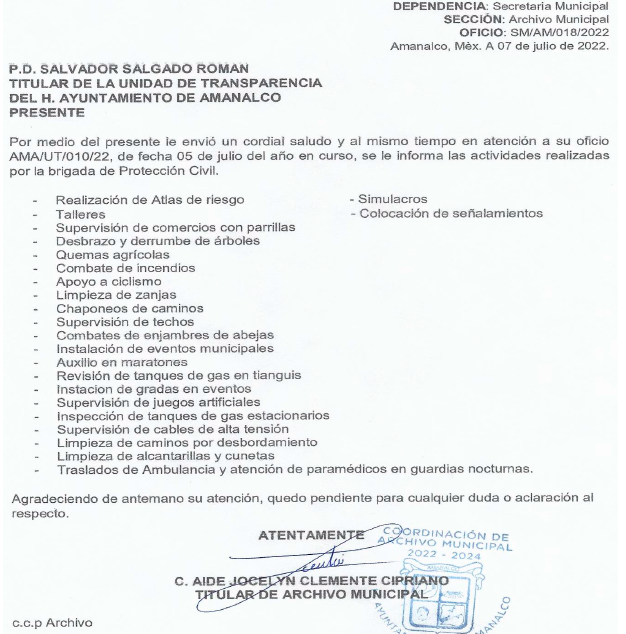 DEPENDENCIA: Secretaria Municipal
SECCIÓN: Archivo Municipal
OFICIO: SM/AM/018/2022
Amanalco, Méx. A 07 de julio de 2022.
P.D. SALVADOR SALGADO ROMAN
TITULAR DE LA UNIDAD DE TRANSPARENCIA
DEL H. AYUNTAMIENTO DE AMANALCO
PRESENTE
Por medio del presente le envió un cordial saludo y al mismo tiempo en atención a su oficio
AMA/UT/010/22, de fecha 05 de julio del año en curso, se le informa las actividades realizadas
por la brigada de Protección Civil.
- Realización de Atlas de riesgo - Simulacros
- Talleres - Colocación de señalamientos
- Supervisión de comercios con parrillas
- Desbrazo y derrumbe de árboles
- Quemas agrícolas
- Combate de incendios
- Apoyo a ciclismo
- Limpieza de zanjas
- Chaponeos de caminos
- Supervisión de techos
- Combates de enjambres de abejas
- Instalación de eventos municipales
- Auxilio en maratones
- Revisión de tanques de gas en tianguis
- Instacion de gradas en eventos
- Supervisión de juegos artificiales
- Inspección de tanques de gas estacionarios
- Supervisión de cables de alta tensión
- Limpieza de caminos por desbordamiento
- Limpieza de alcantarillas y cunetas
- Traslados de Ambulancia y atención de paramédicos en guardias nocturnas.
Agradeciendo de antemano su atención, quedo pendiente para cualquier duda o aclaración al
respecto.
ATENTAMENTE
COORDINACIÓN DE
ARCHIVO MUNICIPAL
2022 - 2024
C. AIDE JOCELYN CLEMENTE CIPRIANO
TITULAR DE ARCHIVO MUNICIPAL
AYUNTAMIENTO AMANALCO
c.c.p Archivo